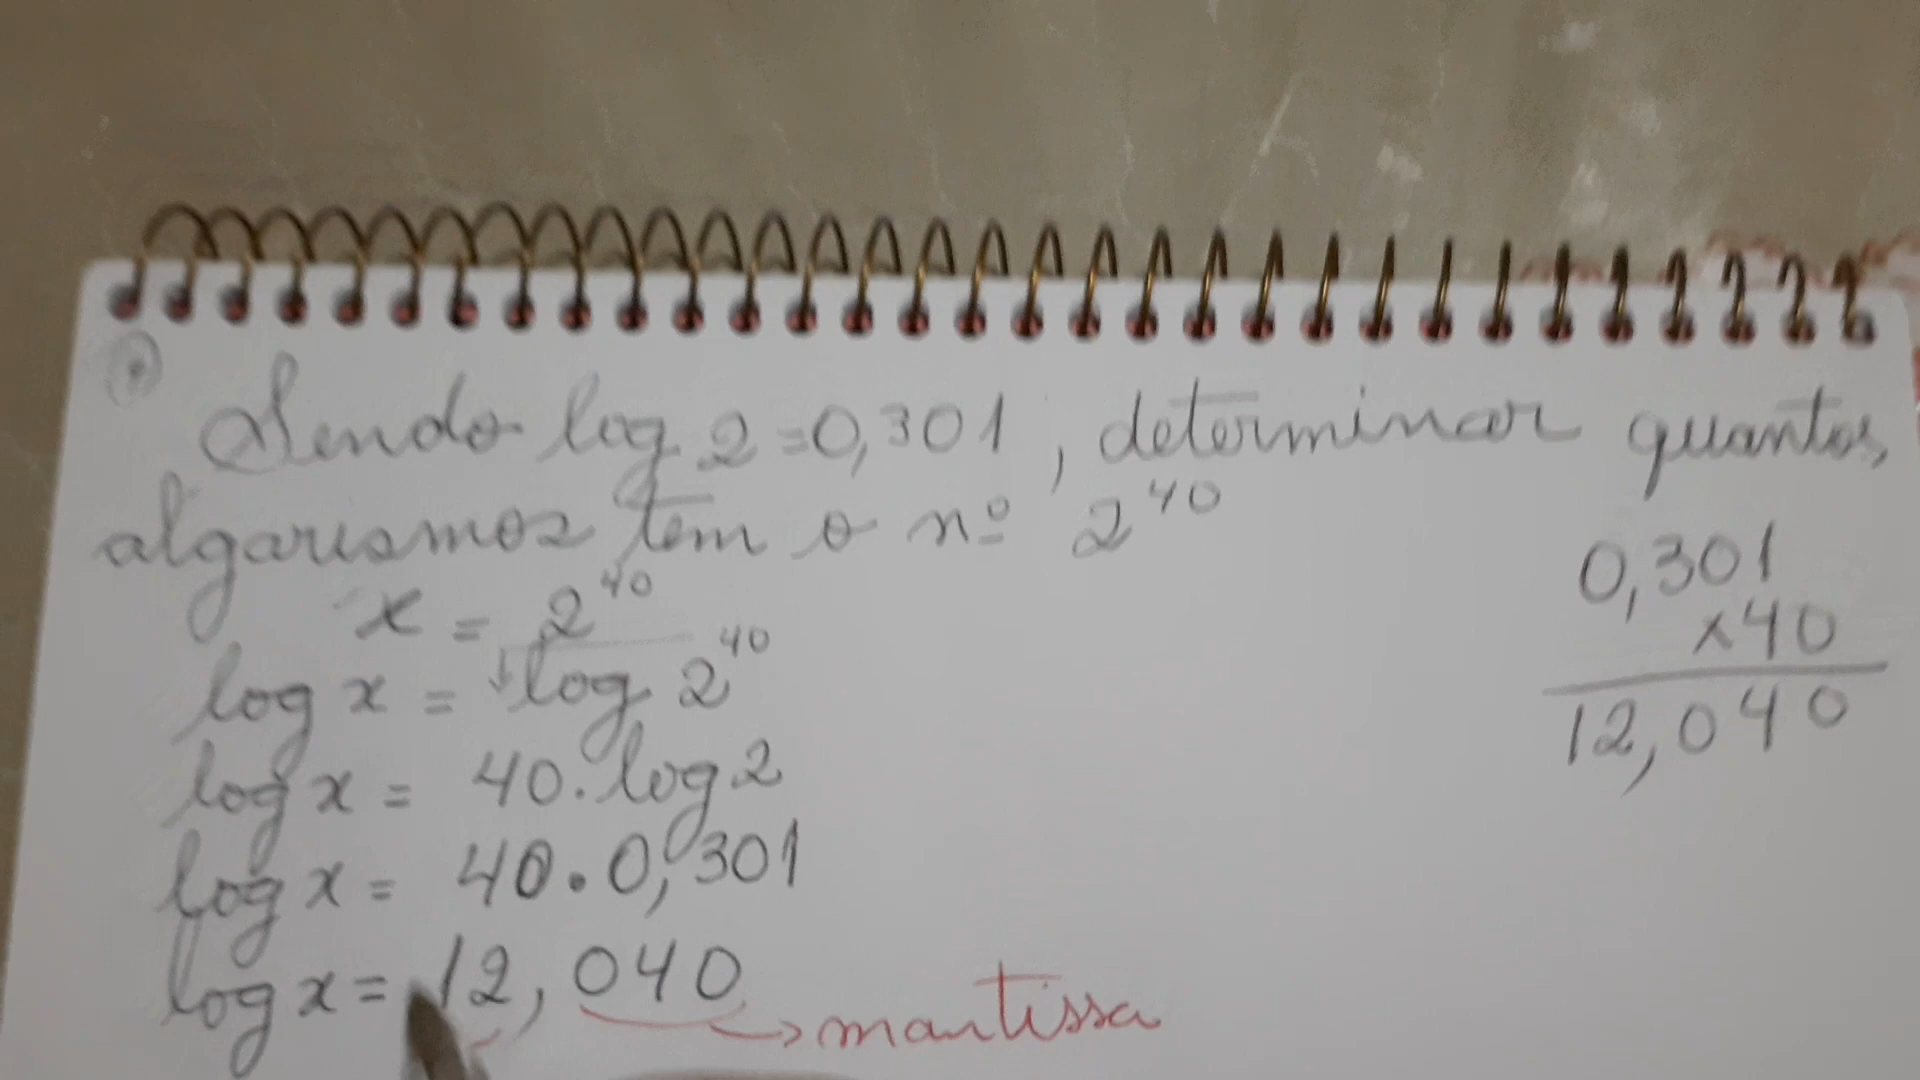 Sendo log 2 = 0,301, determinar quantos
algarismos tem o nº 2⁴⁰
x = 2⁴⁰
log x = log 2⁴⁰
log x = 40 . log 2
log x = 40 . 0,301
log x = 12,040
mantissa
0,301
x40
12,040